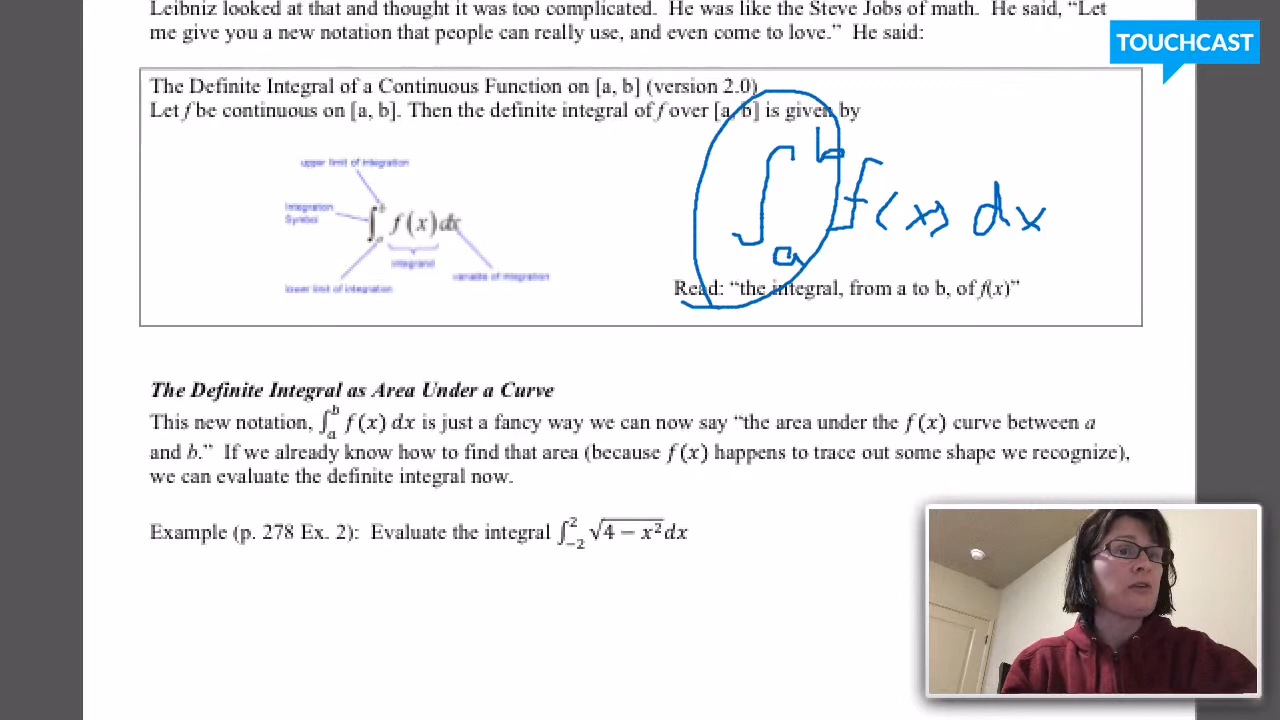 Leibniz looked at that and thought it was too complicated. He was like the Steve Jobs of math. He said, “Let
me give you a new notation that people can really use, and even come to love.” He said:
TOUCHCAST
The Definite Integral of a Continuous Function on [a, b] (version 2.0)
Let f be continuous on [a, b]. Then the definite integral of f over [a, b] is given by
upper limit of integration
Integration
Symbol
∫_a^b f(x)dx
integrand
variable of integration
lower limit of integration
∫_a^b f(x) dx
Read: “the integral, from a to b, of f(x)”
The Definite Integral as Area Under a Curve
This new notation, ∫_a^b f(x) dx is just a fancy way we can now say “the area under the f(x) curve between a
and b.” If we already know how to find that area (because f(x) happens to trace out some shape we recognize),
we can evaluate the definite integral now.
Example (p. 278 Ex. 2): Evaluate the integral ∫_{-2}^2 √(4 − x²)dx